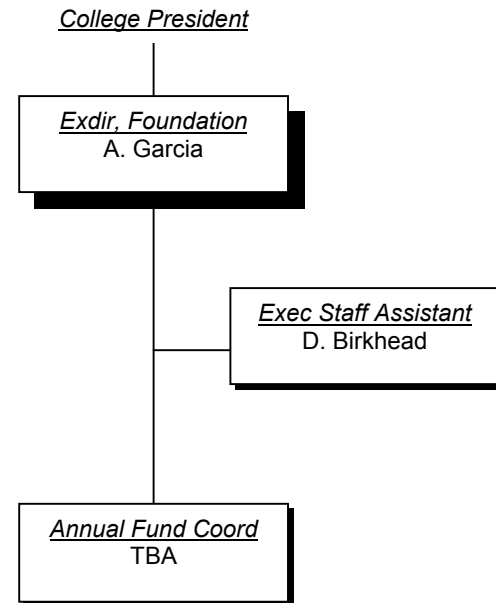 College President
Exdir, Foundation
A. Garcia
Exec Staff Assistant
D. Birkhead
Annual Fund Coord
TBA